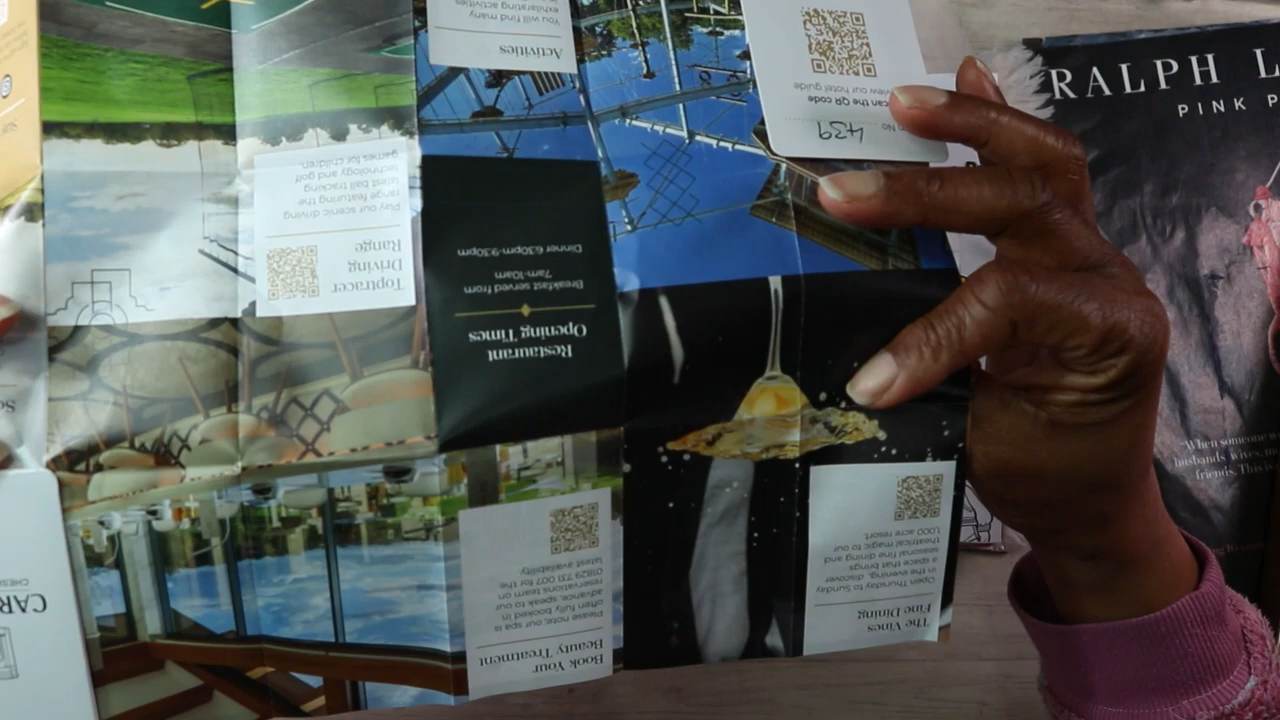 RALPH L
PINK P
"When someone w
husbands, wives, m
friends. This is
Activities
You will find many
exhilarating activities
439
can the QR code
view our hotel guide
Toptracer
Driving
Range
Play our scenic driving
range featuring the
latest ball tracking
technology and golf
games for children.
Restaurant
Opening Times
Breakfast served from
7am-10am
Dinner 6:30pm-9:30pm
Book Your
Beauty Treatment
Please note; our spa is
often fully booked in
advance, speak to our
reservations team on
01829 731 007 for the
latest availability.
The Vines
Fine Dining
Open Thursday to Sunday
in the evening, discover
a space that brings
seasonal fine dining and
theatrical magic to our
1,000 acre resort.
CAR
CHES